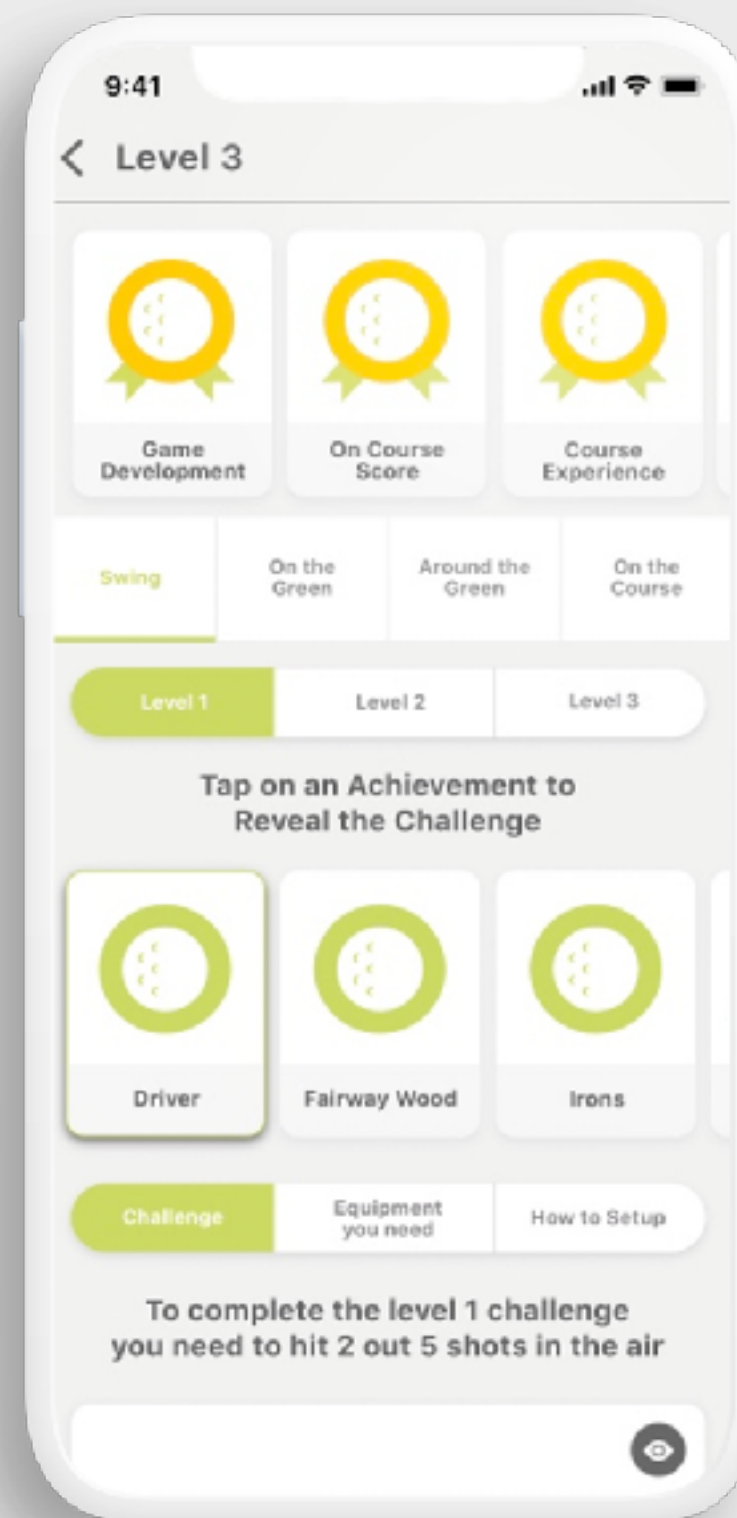 9:41
Level 3
Game
Development
On Course
Score
Course
Experience
Swing
On the
Green
Around the
Green
On the
Course
Level 1
Level 2
Level 3
Tap on an Achievement to
Reveal the Challenge
Driver
Fairway Wood
Irons
Challenge
Equipment
you need
How to Setup
To complete the level 1 challenge
you need to hit 2 out 5 shots in the air